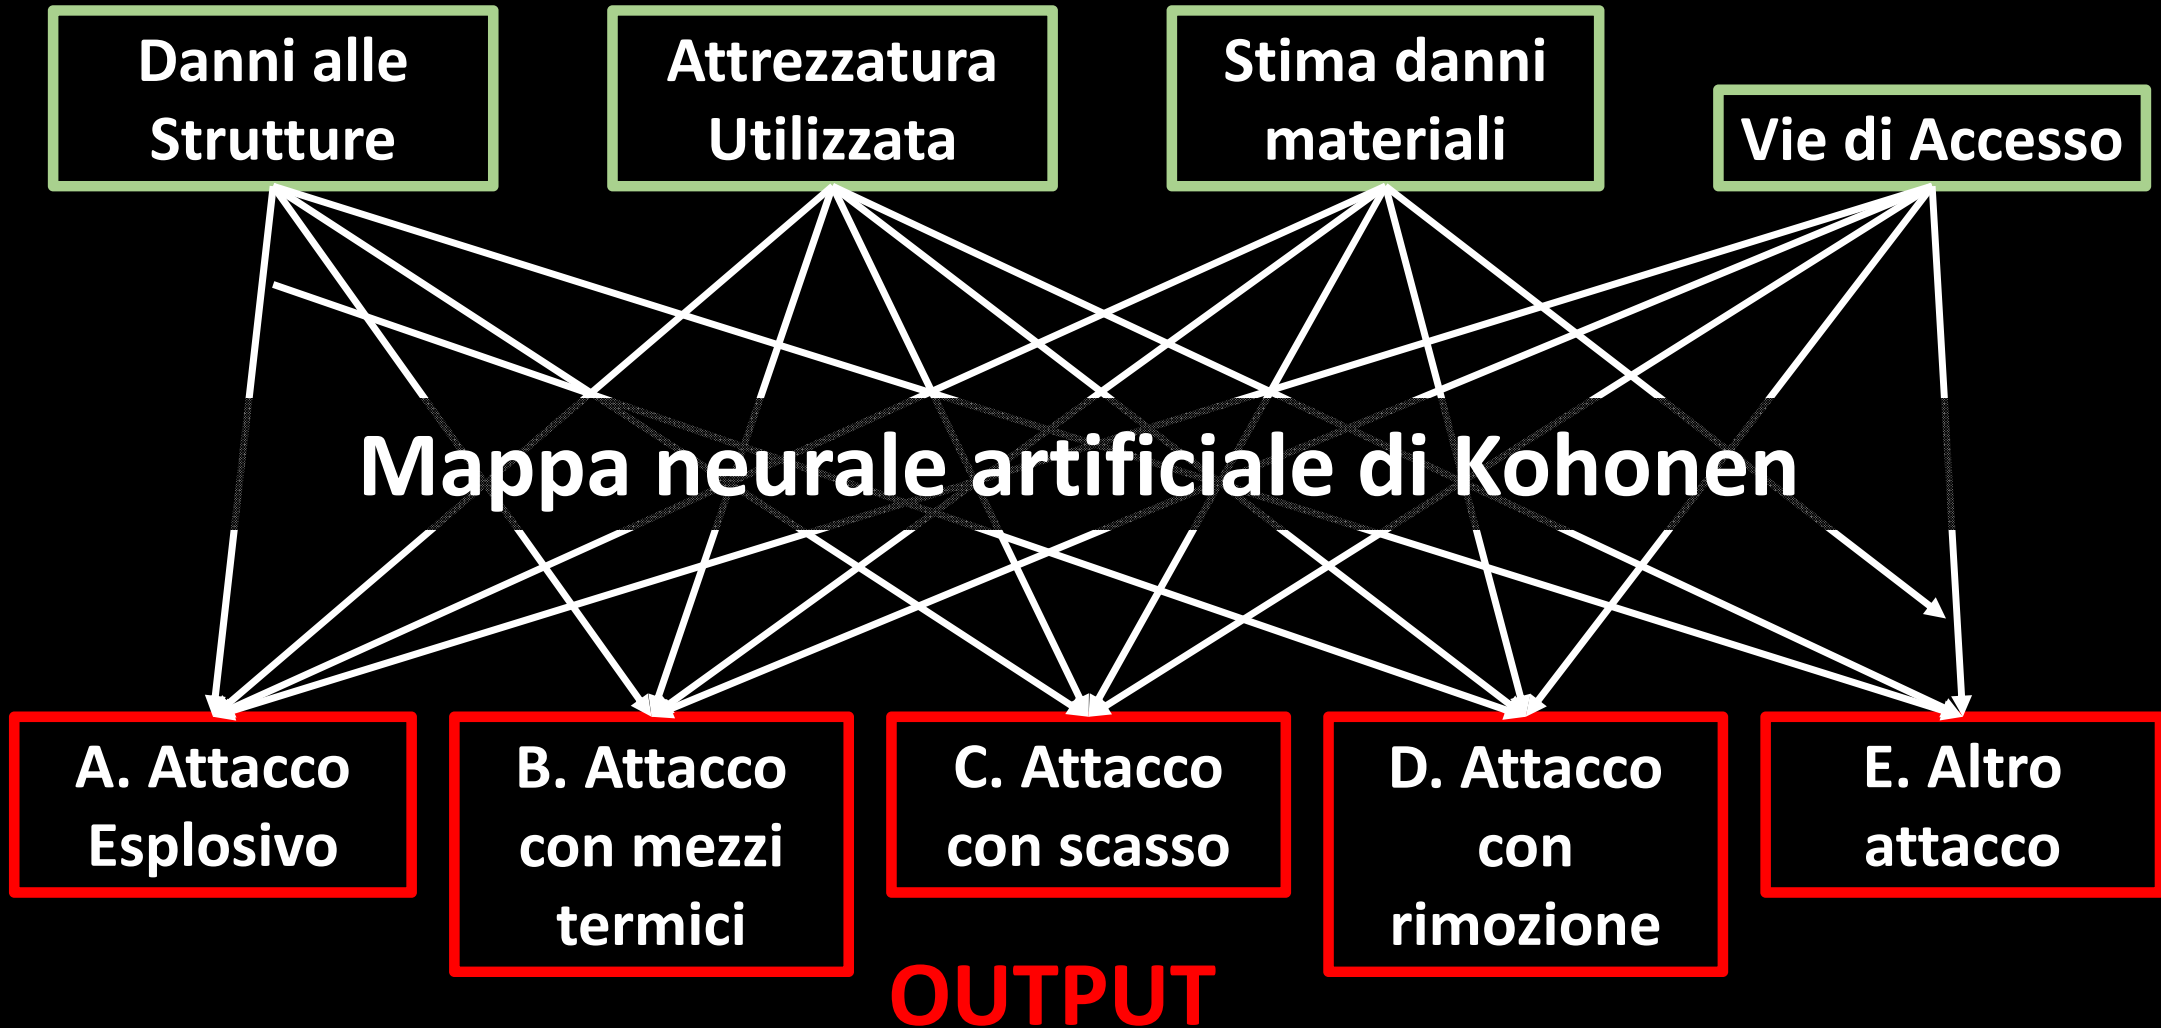 Danni alle
Strutture
Attrezzatura
Utilizzata
Stima danni
materiali
Vie di Accesso
Mappa neurale artificiale di Kohonen
A. Attacco
Esplosivo
B. Attacco
con mezzi
termici
C. Attacco
con scasso
D. Attacco
con
rimozione
E. Altro
attacco
OUTPUT